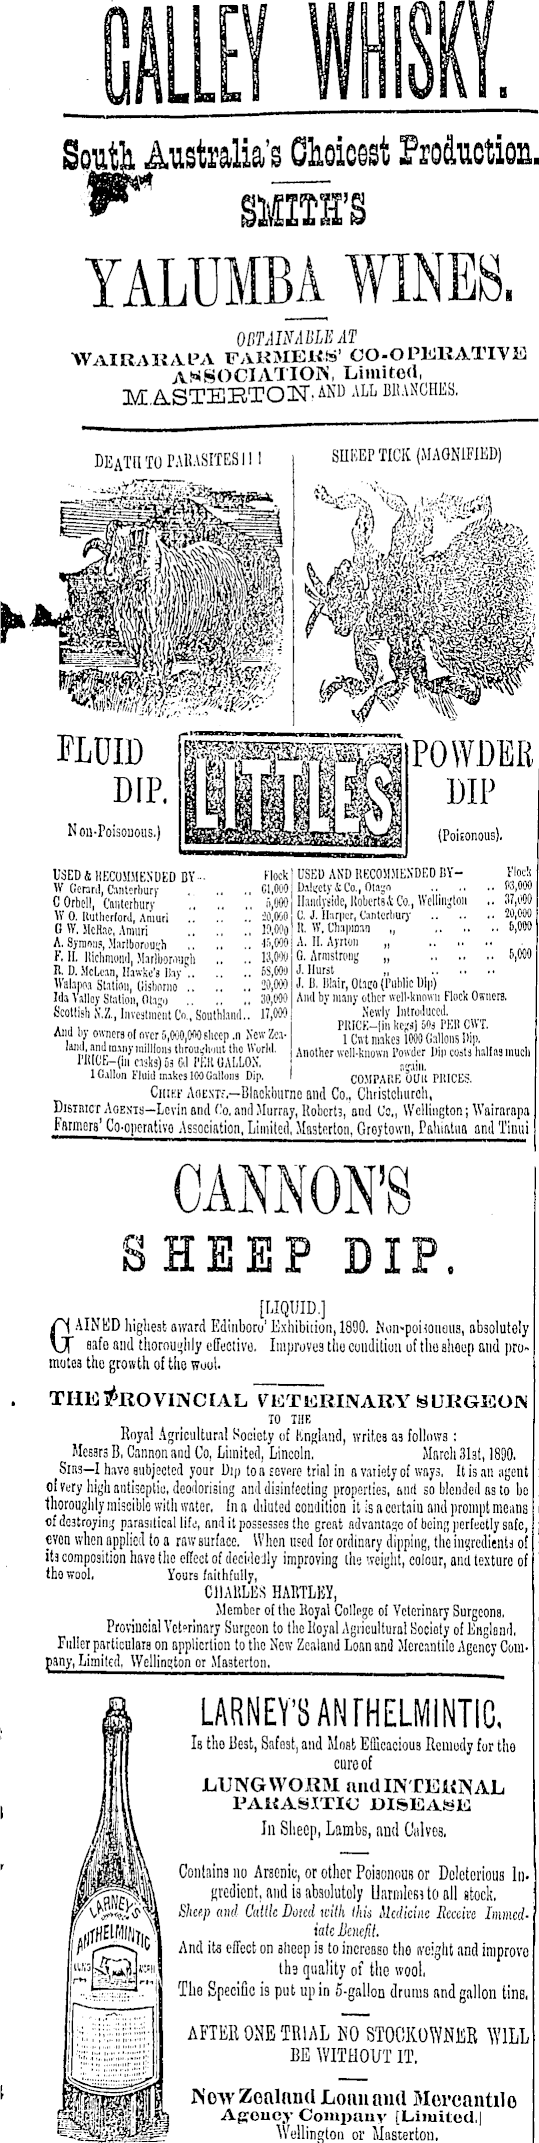 CALLEY WHISKY.
South Australia's Choicest Production.
SMITH'S
YALUMBA WINES.
OBTAINABLE AT
WAIRARAPA FARMERS' CO-OPERATIVE
ASSOCIATION, Limited,
MASTERTON, AND ALL BRANCHES.
DEATH TO PARASITES!!!
SHEEP TICK (MAGNIFIED)
FLUID
DIP.
Non-Poisonous.)
LITTLES
POWDER
DIP
(Poisonous).
USED & RECOMMENDED BY— Flock
W Gerard, Canterbury .. .. 61,000
C Orbell, Canterbury .. .. .. 5,000
W O. Rutherford, Amuri .. .. .. 20,000
G W. McRae, Amuri .. .. .. 19,000
A. Symons, Marlborough .. .. .. 45,000
F. H. Richmond, Marlborough .. .. 13,000
R. D. McLean, Hawke's Bay .. .. .. 58,000
Station, Gisborne .. .. .. 20,000
Ida Valley Station, Otago .. .. .. 30,000
Scottish N.Z., Investment Co., Southland.. 17,000
And by owners of over 5,000,000 sheep .n New Zea-
land, and many millions throughout the World.
PRICE—(in casks) 5s 6d PER GALLON.
1 Gallon Fluid makes 100 Gallons Dip.
USED AND RECOMMENDED BY— Flock
Dalgety & Co., Otago .. .. .. 93,000
Handyside, Roberts & Co., Wellington .. 37,000
C. J. Harper, Canterbury .. .. .. 20,000
R. W. Chapman „ .. .. .. 5,000
A. H. Ayrton „ .. .. ..
G. Armstrong „ .. .. .. 5,000
J. Hurst „ .. .. ..
J. B. Blair, Otago (Public Dip)
And by many other well-known Flock Owners.
Newly Introduced.
PRICE—(in kegs) 50s PER CWT.
1 Cwt makes 1000 Gallons Dip.
Another well-known Powder Dip costs half as much
again.
COMPARE OUR PRICES.
CHIEF AGENTS.—Blackburne and Co., Christchurch,
DISTRICT AGENTS—Levin and Co. and Murray, Roberts, and Co., Wellington; Wairarapa
Farmers' Co-operative Association, Limited, Masterton, Greytown, Pahiatua and Tinui
CANNON'S
SHEEP DIP.
[LIQUID.]
GAINED highest award Edinboro' Exhibition, 1890. Non-poisonous, absolutely
safe and thoroughly effective. Improves the condition of the sheep and pro-
motes the growth of the wool.
THE PROVINCIAL VETERINARY SURGEON
TO THE
Royal Agricultural Society of England, writes as follows :
Messrs B. Cannon and Co, Limited, Lincoln. March 31st, 1890.
SIRS—I have subjected your Dip to a severe trial in a variety of ways. It is an agent
of very high antiseptic, deodorising and disinfecting properties, and so blended as to be
thoroughly miscible with water. In a diluted condition it is a certain and prompt means
of destroying parasitical life, and it possesses the great advantage of being perfectly safe,
even when applied to a raw surface. When used for ordinary dipping, the ingredients of
its composition have the effect of decidedly improving the weight, colour, and texture of
the wool. Yours faithfully,
CHARLES HARTLEY,
Member of the Royal College of Veterinary Surgeons.
Provincial Veterinary Surgeon to the Royal Agricultural Society of England.
Fuller particulars on appliertion to the New Zealand Loan and Mercantile Agency Com-
pany, Limited, Wellington or Masterton.
LARNEY'S
ANTHELMINTIC
LUNG WORM
LARNEY'S ANTHELMINTIC.
Is the Best, Safest, and Most Efficacious Remedy for the
cure of
LUNGWORM and INTERNAL
PARASITIC DISEASE
In Sheep, Lambs, and Calves.
Contains no Arsenic, or other Poisonous or Deleterious In-
gredient, and is absolutely Harmless to all stock.
Sheep and Cattle Dosed with this Medicine Receive Immed-
iate Benefit.
And its effect on sheep is to increase the weight and improve
the quality of the wool.
The Specific is put up in 5-gallon drums and gallon tins.
AFTER ONE TRIAL NO STOCKOWNER WILL
BE WITHOUT IT.
New Zealand Loan and Mercantile
Agency Company [Limited.]
Wellington or Masterton.